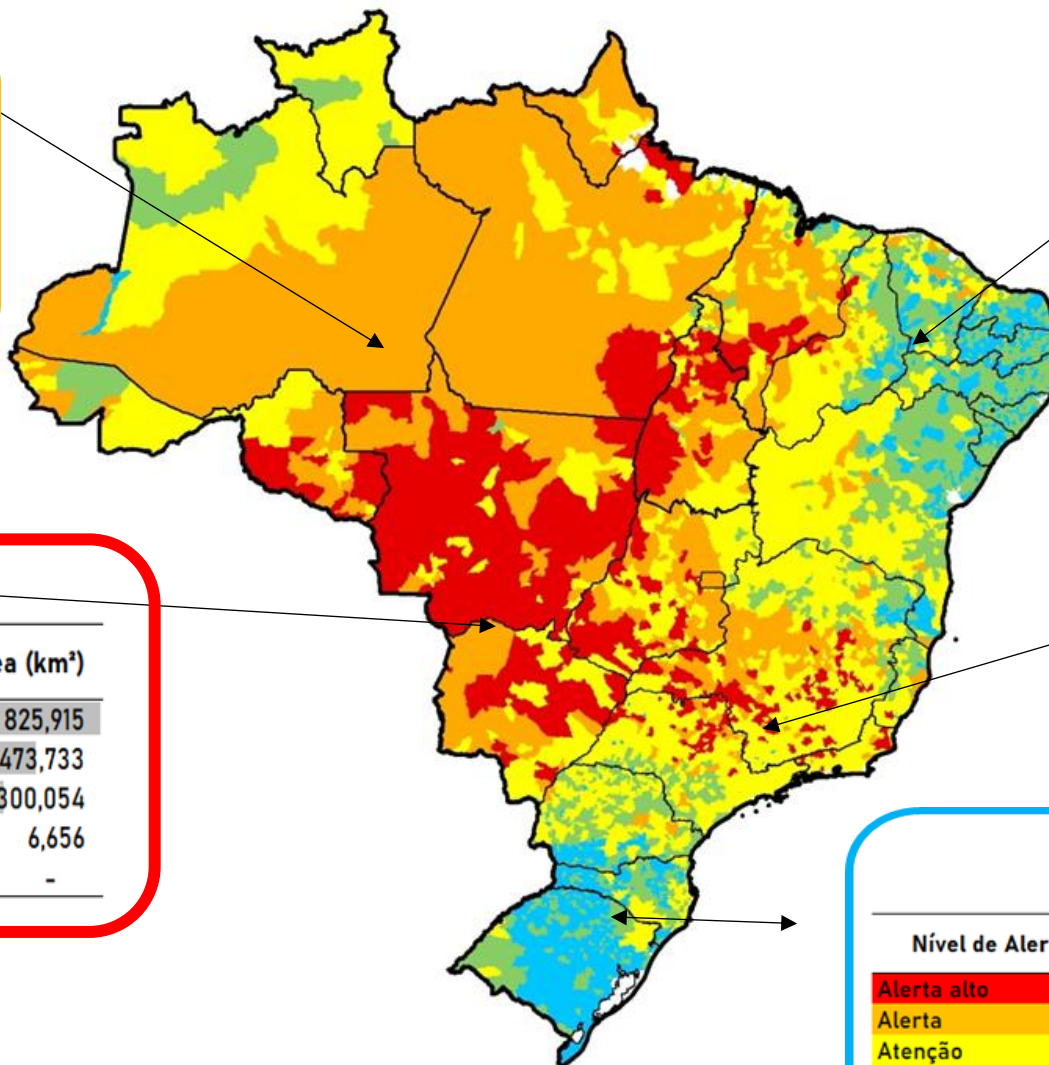 ea (km²)
825,915
473,733
300,054
6,656
-
Nível de Aler
Alerta alto
Alerta
Atenção